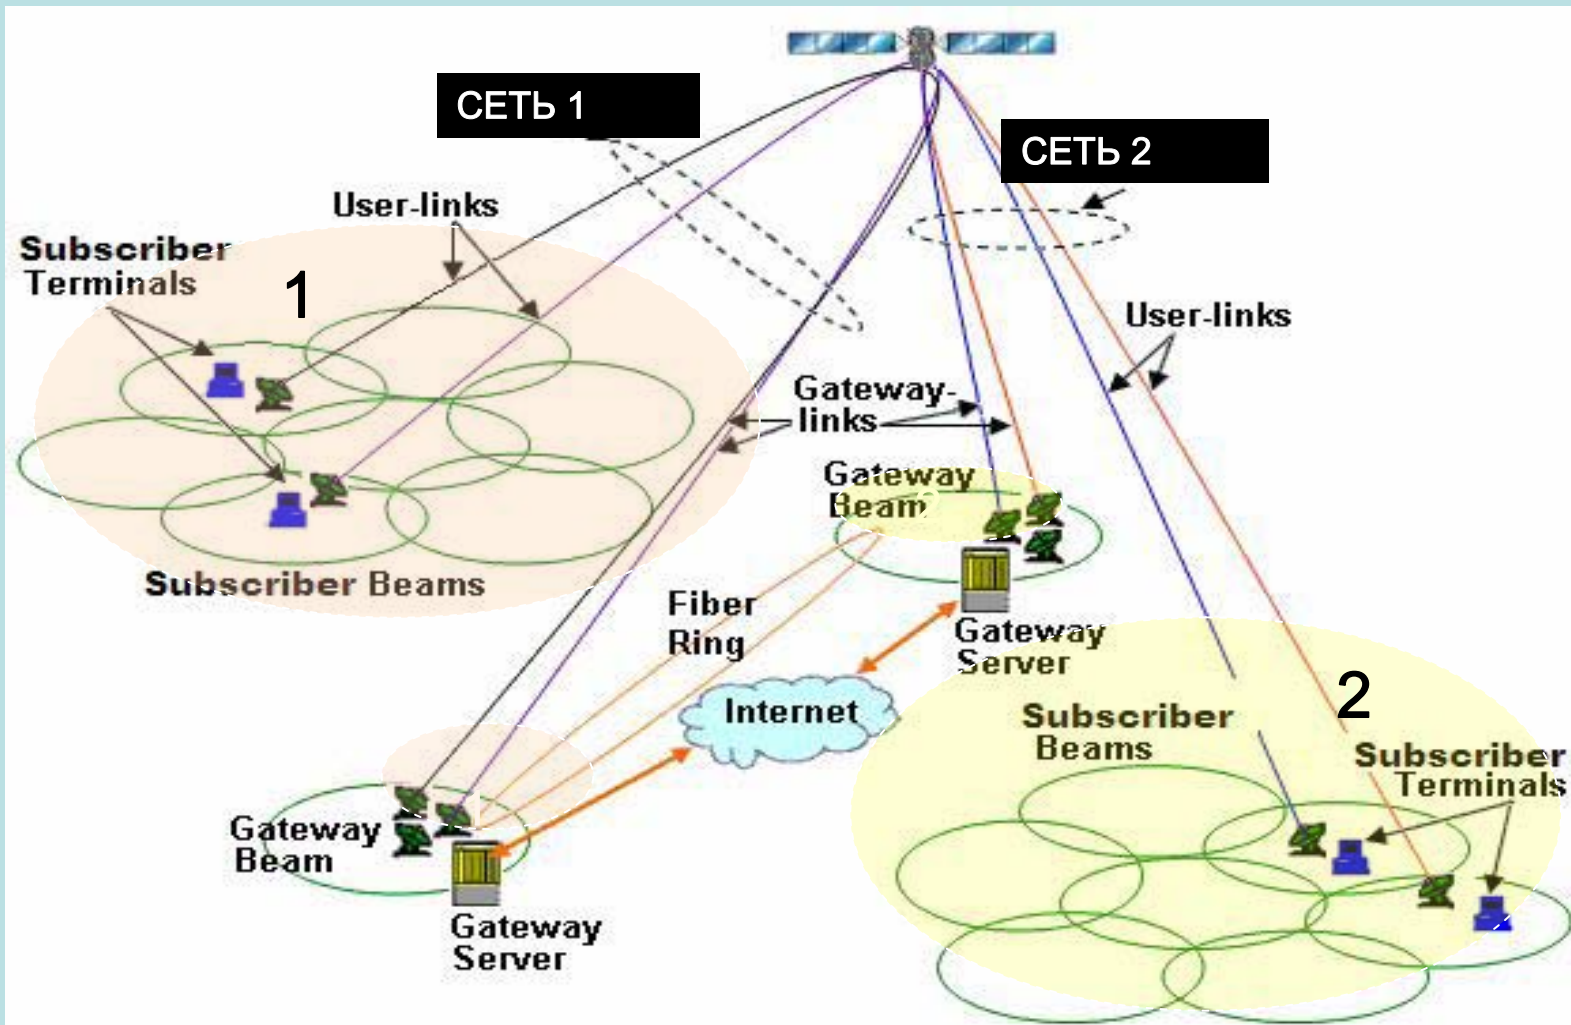 СЕТЬ 1
СЕТЬ 2
User-links
Subscriber
Terminals
1
User-links
Gateway-
links
Gateway
Beam
Subscriber Beams
Fiber
Ring
Gateway
Server
Internet
2
Subscriber
Beams
Subscriber
Terminals
Gateway
Beam
Gateway
Server